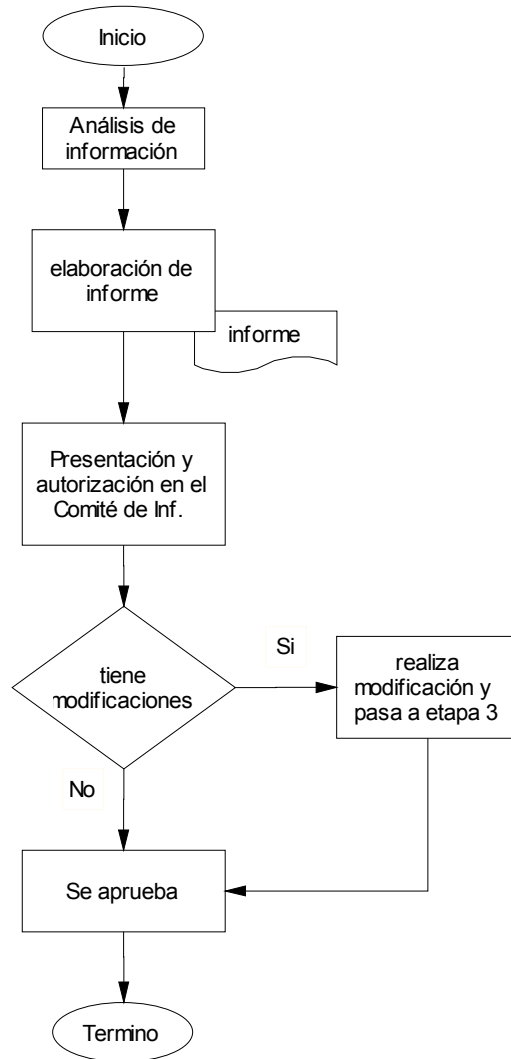 Inicio
Análisis de
información
elaboración de
informe
informe
Presentación y
autorización en el
Comité de Inf.
tiene
modificaciones
Si
realiza
modificación y
pasa a etapa 3
No
Se aprueba
Termino